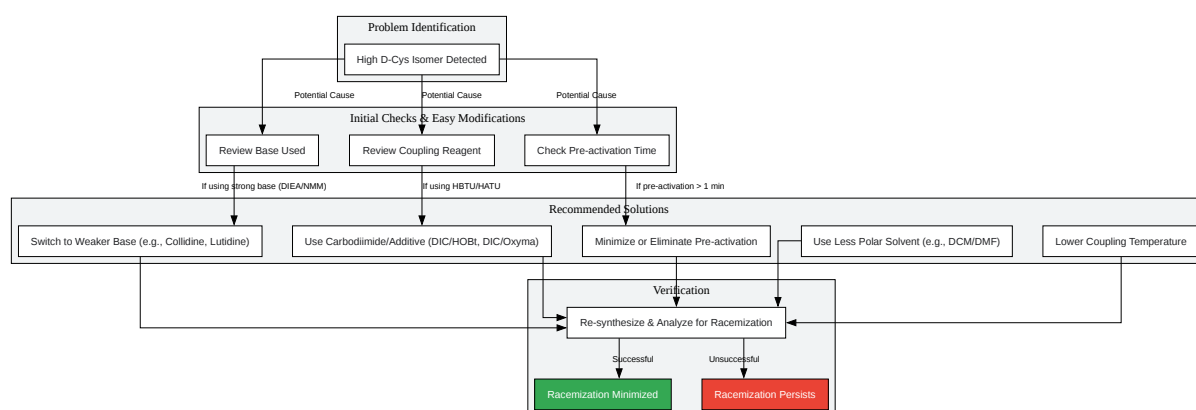 Problem Identification
High D-Cys Isomer Detected
Potential Cause
Potential Cause
Potential Cause
Initial Checks & Easy Modifications
Review Base Used
Review Coupling Reagent
Check Pre-activation Time
If using strong base (DIEA/NMM)
If using HBTU/HATU
If pre-activation > 1 min
Recommended Solutions
Switch to Weaker Base (e.g., Collidine, Lutidine)
Use Carbodiimide/Additive (DIC/HOBt, DIC/Oxyma)
Minimize or Eliminate Pre-activation
Use Less Polar Solvent (e.g., DCM/DMF)
Lower Coupling Temperature
Verification
Re-synthesize & Analyze for Racemization
Successful
Unsuccessful
Racemization Minimized
Racemization Persists